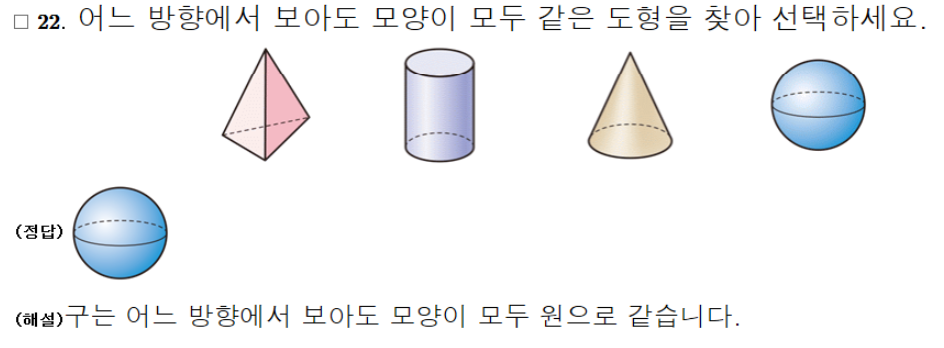 □ 22. 어느 방향에서 보아도 모양이 모두 같은 도형을 찾아 선택하세요.
(정답)
(해설)구는 어느 방향에서 보아도 모양이 모두 원으로 같습니다.